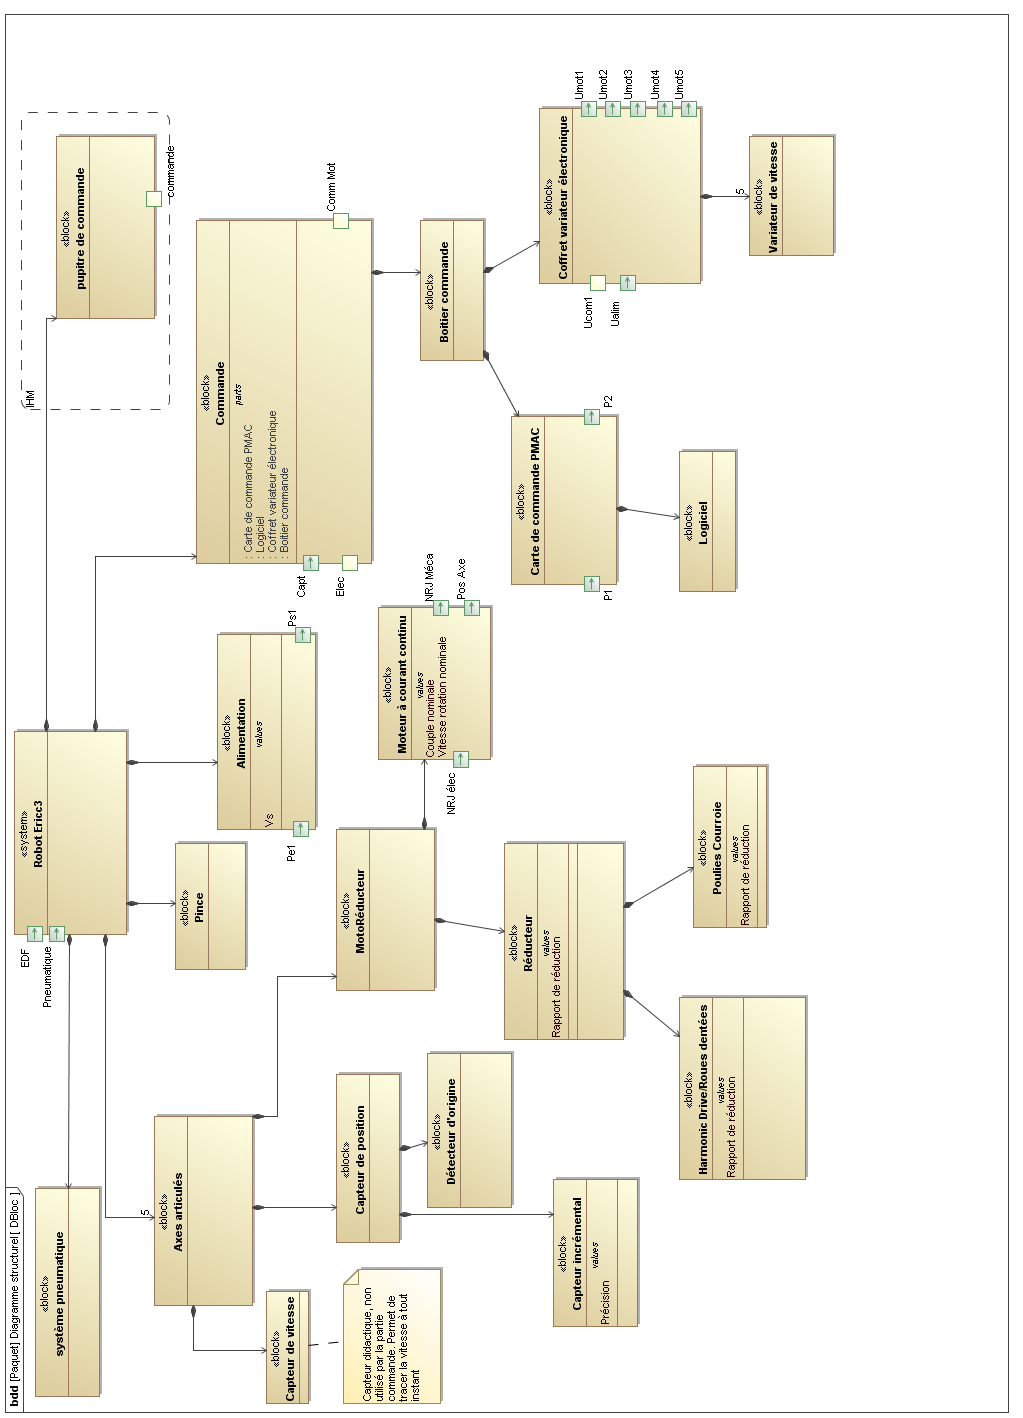 bdd [Paquet] Diagramme structurel [ DBloc ]
«block»
système pneumatique
EDF
Pneumatique
«system»
Robot Ericc3
IHM
«block»
pupitre de commande
commande
5
«block»
Axes articulés
«block»
Pince
«block»
Alimentation
values
Vs
Pe1
Ps1
«block»
Commande
parts
: Carte de commande PMAC
: Logiciel
: Coffret variateur électronique
: Boîtier commande
Capt
Elec
Comm Mot
«block»
Capteur de vitesse
Capteur didactique, non
utilisé par la partie
commande. Permet de
tracer la vitesse à tout
instant
«block»
Capteur de position
«block»
MotoRéducteur
«block»
Moteur à courant continu
values
Couple nominale
Vitesse rotation nominale
NRJ élec
NRJ Méca
Pos Axe
«block»
Boîtier commande
«block»
Détecteur d'origine
«block»
Capteur incrémental
values
Précision
«block»
Réducteur
values
Rapport de réduction
«block»
Carte de commande PMAC
P1
P2
«block»
Coffret variateur électronique
Ucom1
Ualim
Umot1
Umot2
Umot3
Umot4
Umot5
«block»
Harmonic Drive/Roues dentées
values
Rapport de réduction
«block»
Poulies Courroie
values
Rapport de réduction
«block»
Logiciel
5
«block»
Variateur de vitesse